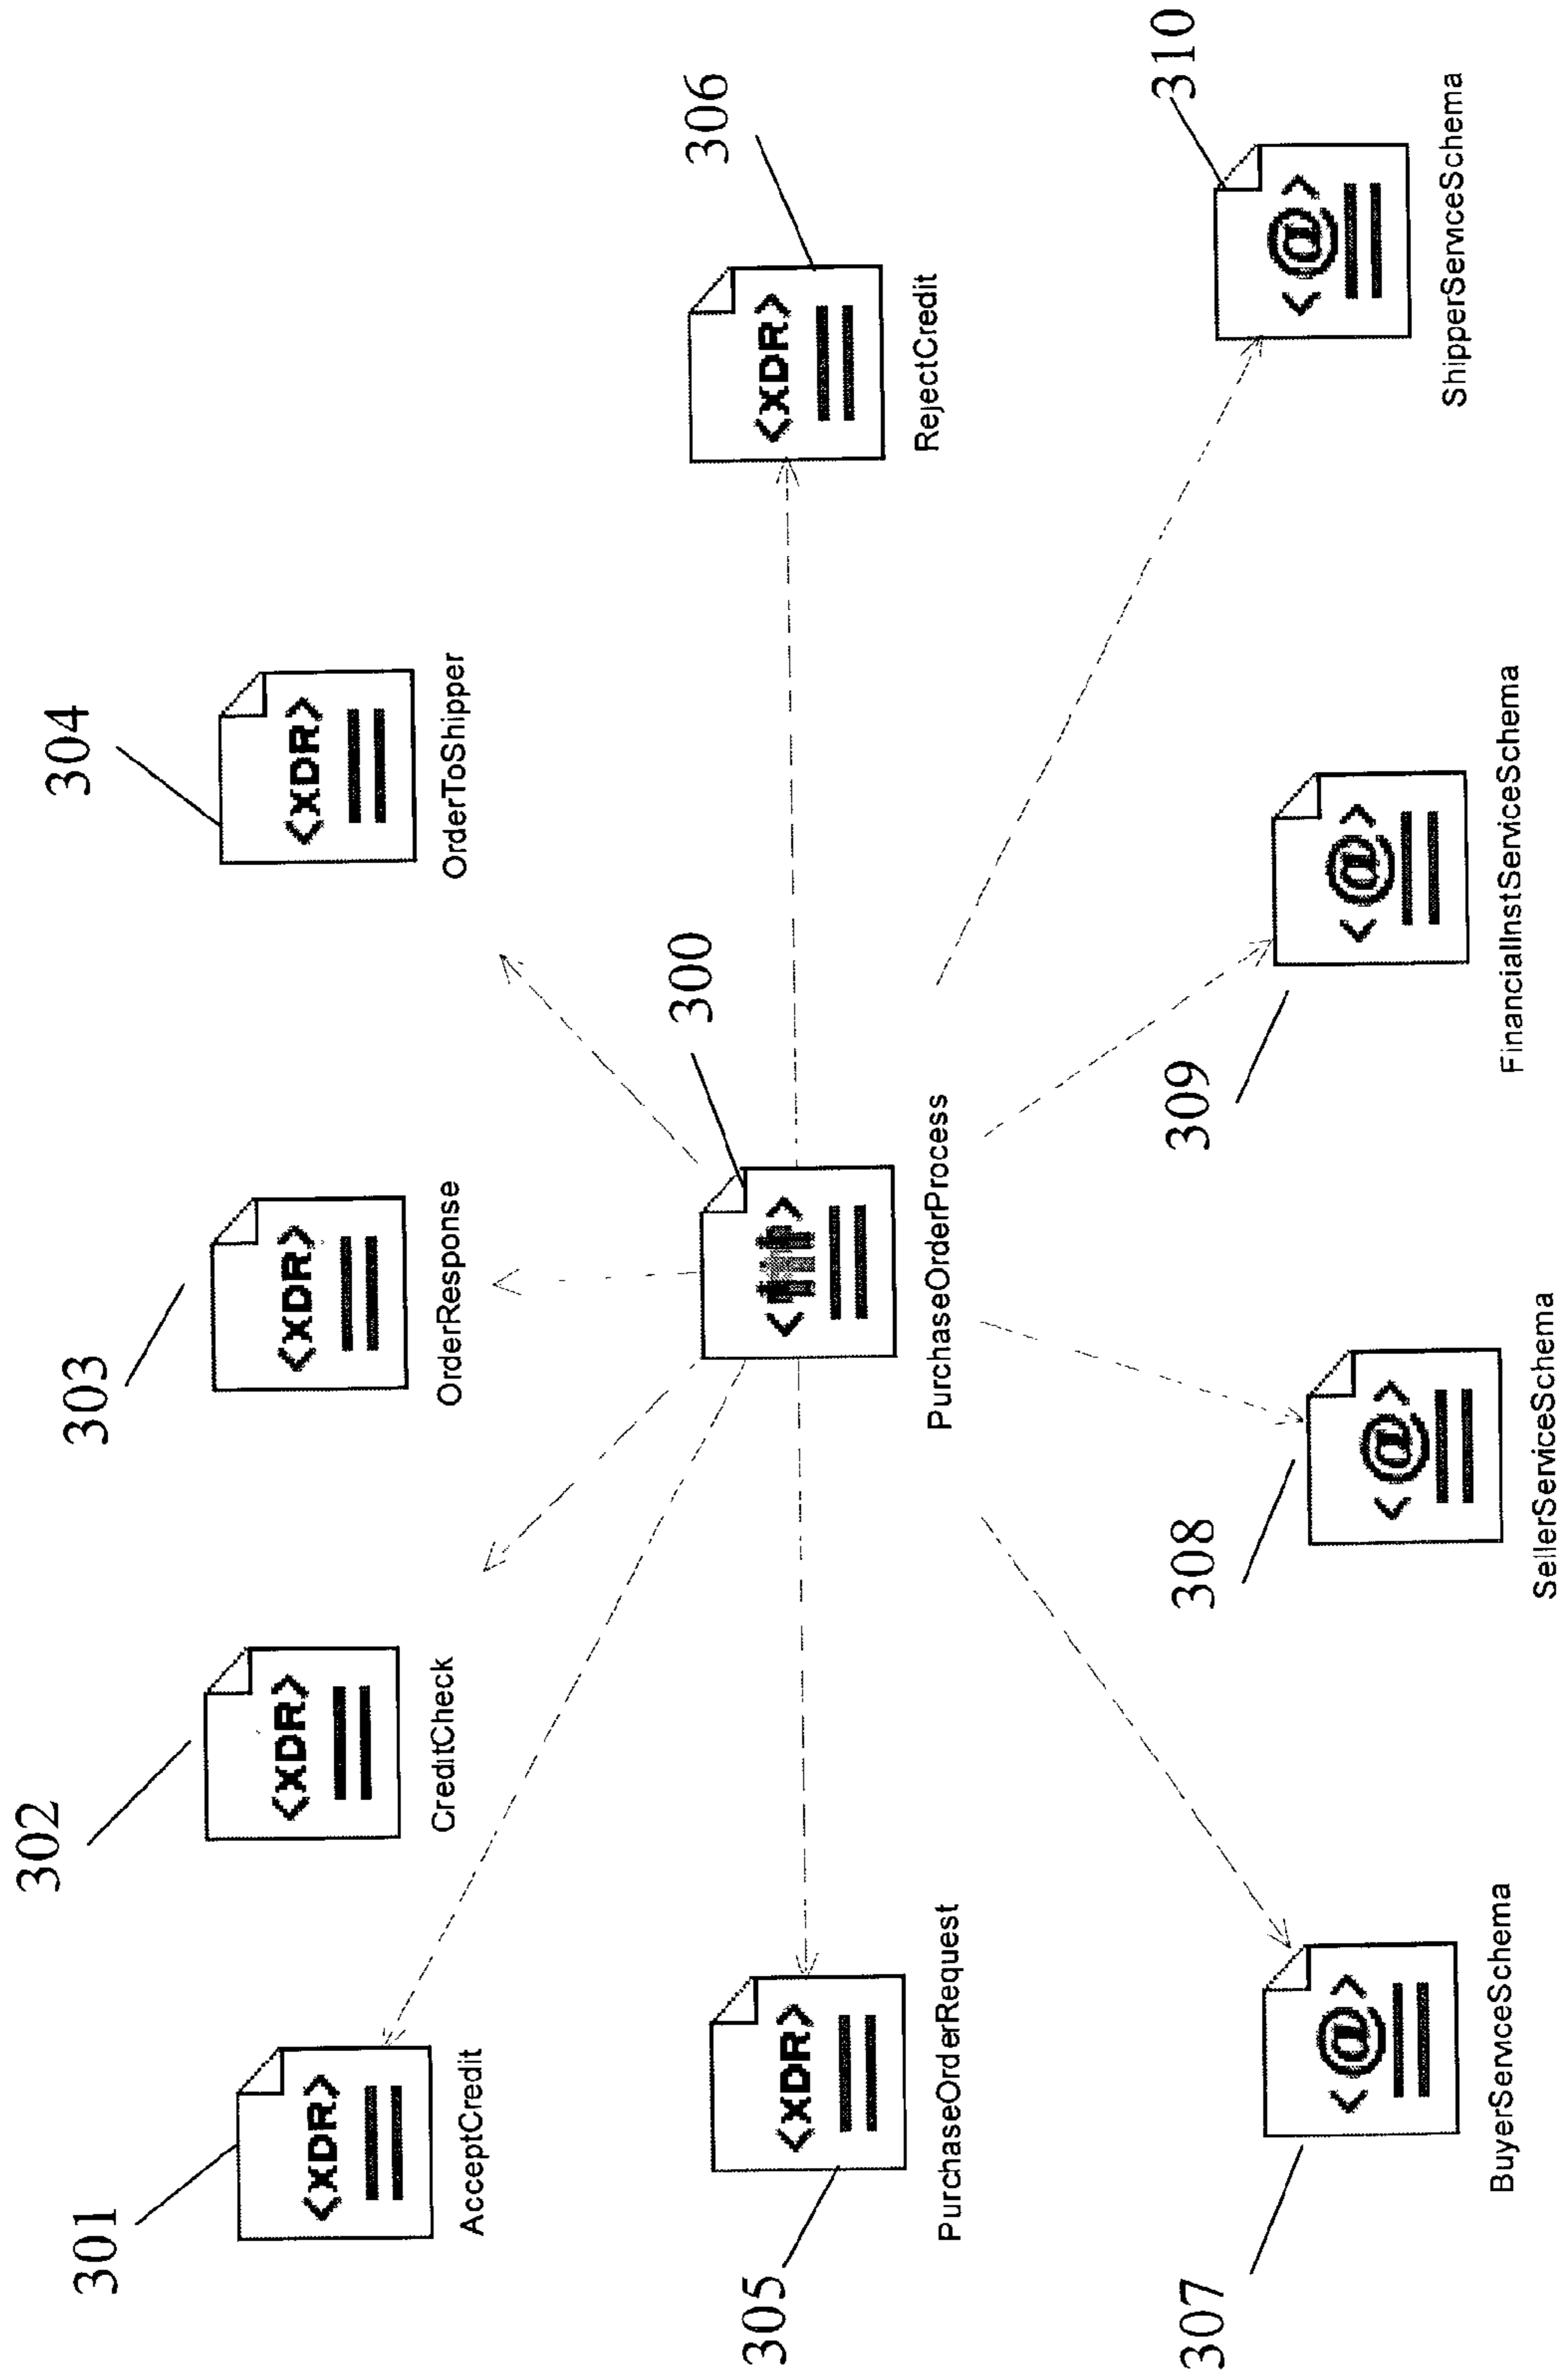 301
<XDR>
AcceptCredit
302
<XDR>
CreditCheck
303
<XDR>
OrderResponse
304
<XDR>
OrderToShipper
305
<XDR>
PurchaseOrderRequest
300
< >
PurchaseOrderProcess
306
<XDR>
RejectCredit
307
<@>
BuyerServiceSchema
308
<@>
SellerServiceSchema
309
<@>
FinancialInstServiceSchema
310
<@>
ShipperServiceSchema